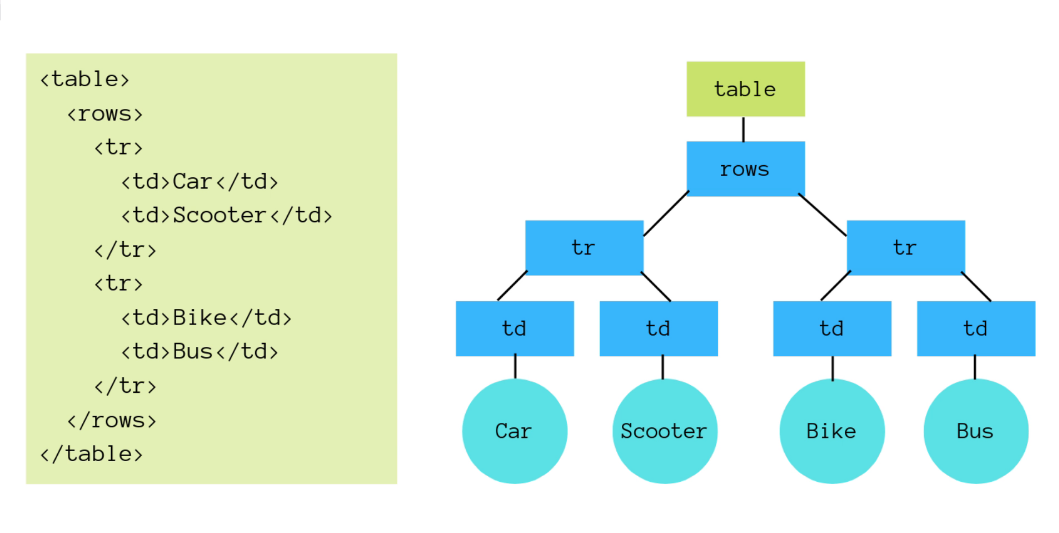 <table>
<rows>
<tr>
<td>Car</td>
<td>Scooter</td>
</tr>
<tr>
<td>Bike</td>
<td>Bus</td>
</tr>
</rows>
</table>
table
rows
tr tr
td td td td
Car Scooter Bike Bus